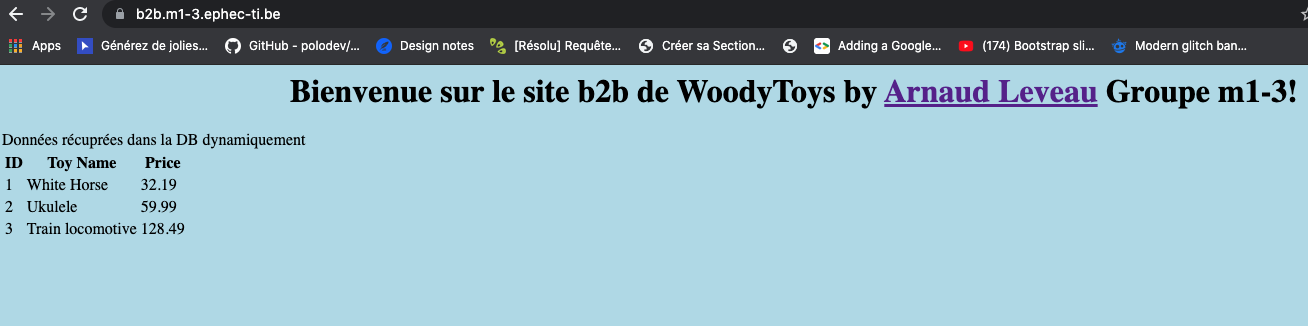 b2b.m1-3.ephec-ti.be
Apps Générez de jolies... GitHub - polodev/... Design notes [Résolu] Requête... Créer sa Section... Adding a Google... (174) Bootstrap sli... Modern glitch ban...
Bienvenue sur le site b2b de WoodyToys by Arnaud Leveau Groupe m1-3!
Données récuprées dans la DB dynamiquement
ID Toy Name Price
1 White Horse 32.19
2 Ukulele 59.99
3 Train locomotive 128.49